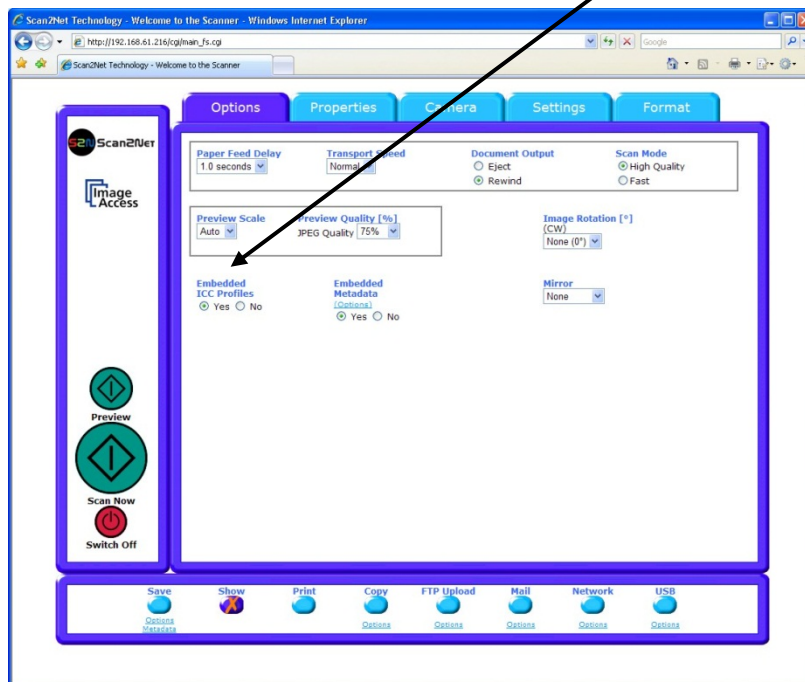 Scan2Net Technology - Welcome to the Scanner - Windows Internet Explorer
http://192.168.61.216/cgi/main_fs.cgi
Google
Scan2Net Technology - Welcome to the Scanner
Options Properties Camera Settings Format
S2N Scan2Net
Image Access
Paper Feed Delay Transport Speed Document Output Scan Mode
1.0 seconds Normal Eject High Quality
Rewind Fast
Preview Scale Preview Quality [%] Image Rotation [°]
(CW)
Auto JPEG Quality 75% None (0°)
Embedded Embedded Mirror
ICC Profiles Metadata None
(Options)
Yes No Yes No
Preview
Scan Now
Switch Off
Save Show Print Copy FTP Upload Mail Network USB
Options Options Options Options Options Options
Metadata